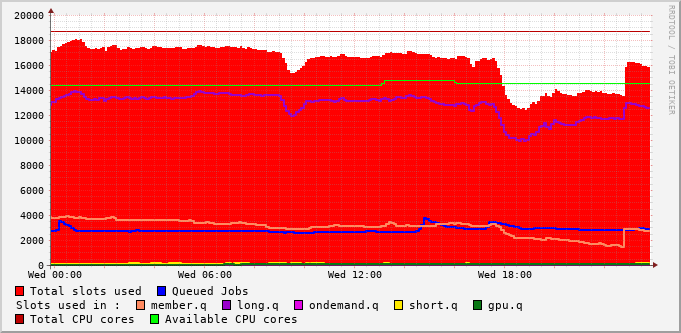 20000
18000
16000
14000
12000
10000
8000
6000
4000
2000
0
Wed 00:00 Wed 06:00 Wed 12:00 Wed 18:00
Total slots used Queued Jobs
Slots used in : member.q long.q ondemand.q short.q gpu.q
Total CPU cores Available CPU cores
RRDTOOL / TOBI OETIKER